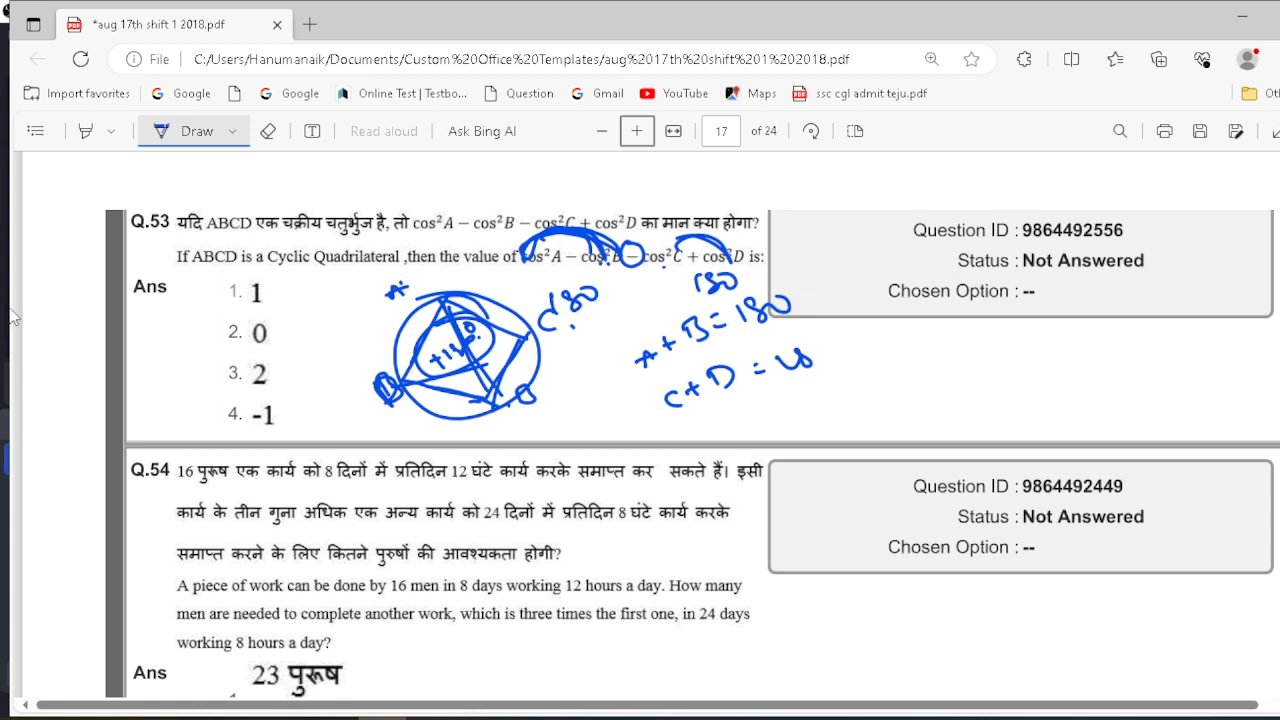 *aug 17th shift 1 2018.pdf
File C:/Users/Hanumanaik/Documents/Custom%20Office%20Templates/aug%2017th%20shift%201%202018.pdf
Import favorites Google Google Online Test | Testbo... Question Gmail YouTube Maps ssc cgl admit teju.pdf
Draw Read aloud Ask Bing AI 17 of 24
Q.53 यदि ABCD एक चक्रीय चतुर्भुज है, तो cos²A − cos²B − cos²C + cos²D का मान क्या होगा?
If ABCD is a Cyclic Quadrilateral ,then the value of cos²A − cos²B − cos²C + cos²D is:
Ans
1. 1
2. 0
3. 2
4. -1
A
C
180
180
A + B = 180
C + D =
Question ID : 9864492556
Status : Not Answered
Chosen Option : --
Q.54 16 पुरूष एक कार्य को 8 दिनों में प्रतिदिन 12 घंटे कार्य करके समाप्त कर सकते हैं। इसी
कार्य के तीन गुना अधिक एक अन्य कार्य को 24 दिनों में प्रतिदिन 8 घंटे कार्य करके
समाप्त करने के लिए कितने पुरुषों की आवश्यकता होगी?
A piece of work can be done by 16 men in 8 days working 12 hours a day. How many
men are needed to complete another work, which is three times the first one, in 24 days
working 8 hours a day?
Ans
23 पुरूष
Question ID : 9864492449
Status : Not Answered
Chosen Option : --